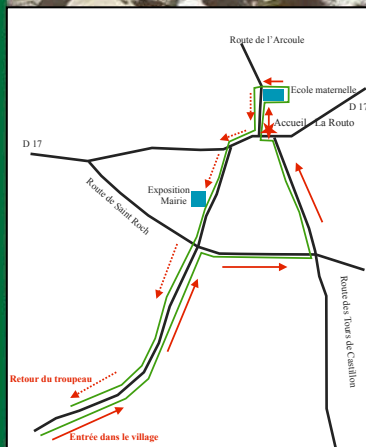 Route de l'Arcoule
Ecole maternelle
D 17
Accueil La Routo
D 17
Exposition
Mairie
Route de Saint Roch
Route des Tours de Castillon
Retour du troupeau
Entrée dans le village